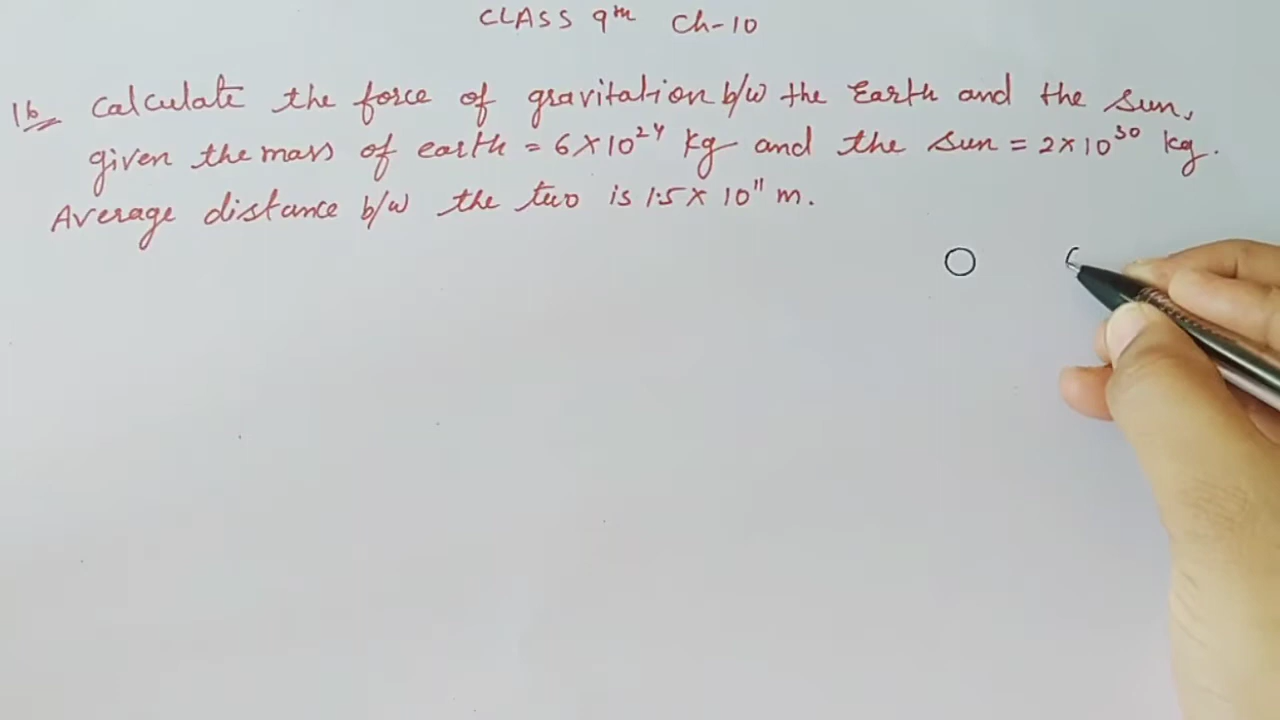 CLASS 9th Ch-10
16. Calculate the force of gravitation b/w the Earth and the Sun,
given the mass of earth = 6×10²⁴ kg and the sun = 2×10³⁰ kg.
Average distance b/w the two is 1.5× 10¹¹ m.